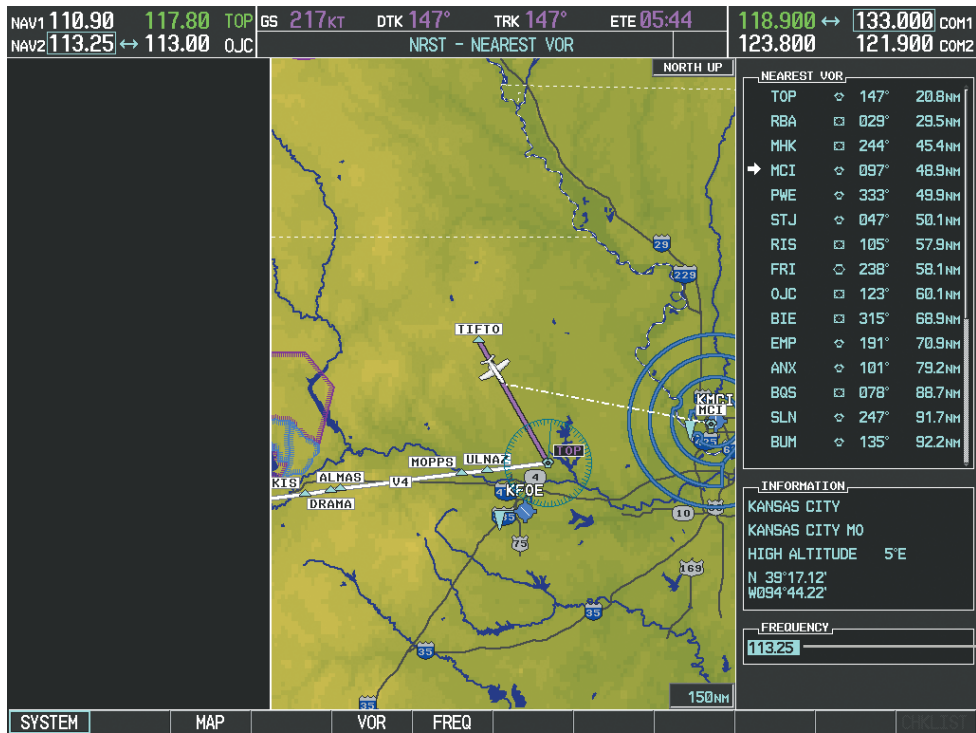 NAV1 110.90 117.80 TOP GS 217KT DTK 147° TRK 147° ETE 05:44 118.900 ↔ 133.000 COM1
NAV2 113.25 ↔ 113.00 OJC NRST - NEAREST VOR 123.800 121.900 COM2
NORTH UP
NEAREST VOR
TOP 147° 20.8NM
RBA 029° 29.5NM
MHK 244° 45.4NM
MCI 097° 48.9NM
PWE 333° 49.9NM
STJ 047° 50.1NM
RIS 105° 57.9NM
FRI 238° 58.1NM
OJC 123° 60.1NM
BIE 315° 68.9NM
EMP 191° 70.9NM
ANX 101° 79.2NM
BQS 078° 88.7NM
SLN 247° 91.7NM
BUM 135° 92.2NM
29
229
TIFTO
KMCI
MCI
TOP
MOPPS ULNAZ
4
KIS ALMAS V4
DRAMA
KFOE
10
75
169
35
35
35
150NM
INFORMATION
KANSAS CITY
KANSAS CITY MO
HIGH ALTITUDE 5°E
N 39°17.12'
W094°44.22'
FREQUENCY
113.25
SYSTEM MAP VOR FREQ CHKLIST